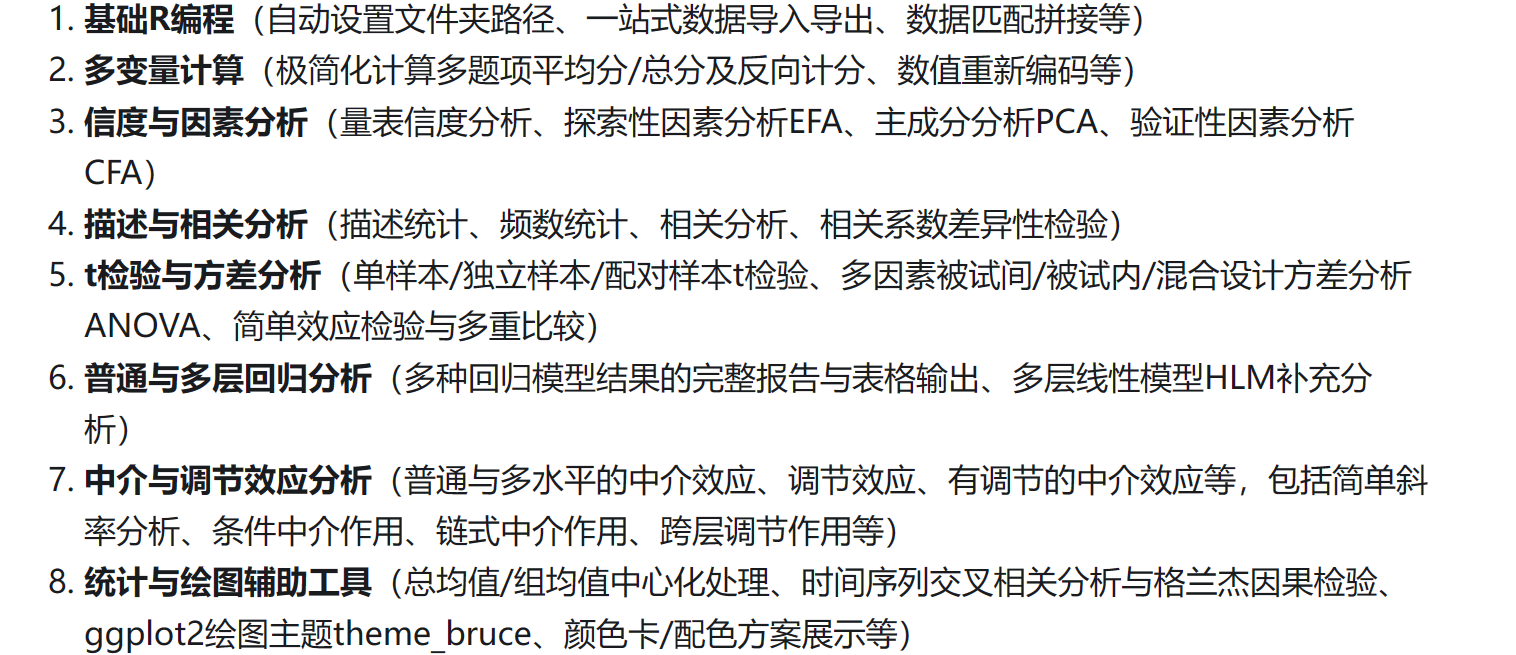 1. 基础R编程（自动设置文件夹路径、一站式数据导入导出、数据匹配拼接等）
2. 多变量计算（极简化计算多题项平均分/总分及反向计分、数值重新编码等）
3. 信度与因素分析（量表信度分析、探索性因素分析EFA、主成分分析PCA、验证性因素分析
CFA）
4. 描述与相关分析（描述统计、频数统计、相关分析、相关系数差异性检验）
5. t检验与方差分析（单样本/独立样本/配对样本t检验、多因素被试间/被试内/混合设计方差分析
ANOVA、简单效应检验与多重比较）
6. 普通与多层回归分析（多种回归模型结果的完整报告与表格输出、多层线性模型HLM补充分
析）
7. 中介与调节效应分析（普通与多水平的中介效应、调节效应、有调节的中介效应等，包括简单斜
率分析、条件中介作用、链式中介作用、跨层调节作用等）
8. 统计与绘图辅助工具（总均值/组均值中心化处理、时间序列交叉相关分析与格兰杰因果检验、
ggplot2绘图主题theme_bruce、颜色卡/配色方案展示等）